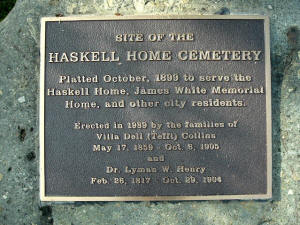 SITE OF THE
HASKELL HOME CEMETERY
Platted October, 1899 to serve the
Haskell Home, James White Memorial
Home, and other city residents.
Erected in 1989 by the families of
Villa Dell (Tefft) Collins
May 17, 1859 - Oct. 8, 1905
and
Dr. Lyman W. Henry
Feb. 28, 1817 - Oct. 29, 1904